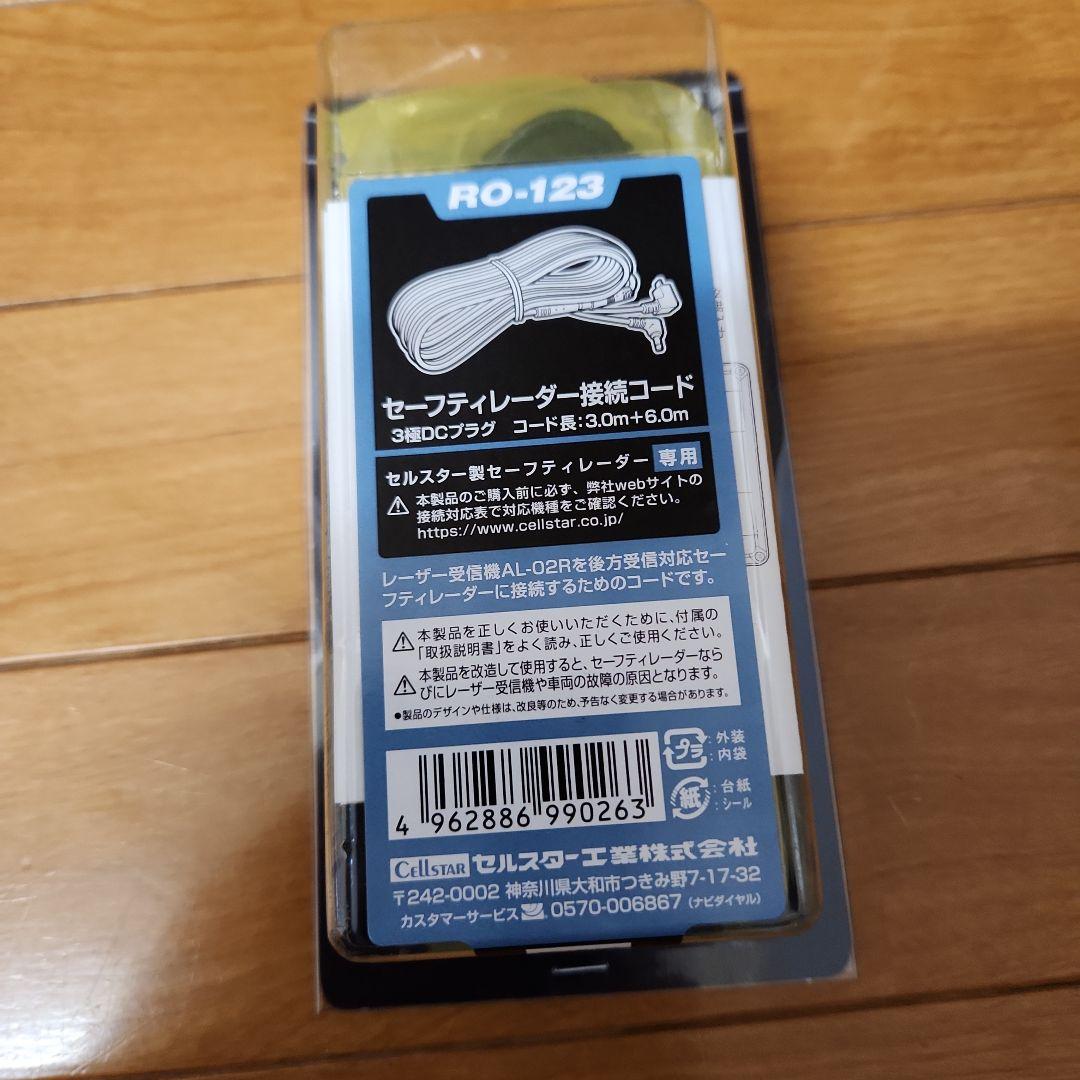 RO-123
セーフティレーダー接続コード
3極DCプラグ コード長:3.0m+6.0m
セルスター製セーフティレーダー 専用
本製品のご購入前に必ず、弊社webサイトの
接続対応表で対応機種をご確認ください。
https://www.cellstar.co.jp/
レーザー受信機AL-02Rを後方受信対応セー
フティレーダーに接続するためのコードです。
本製品を正しくお使いいただくために、付属の
「取扱説明書」をよく読み、正しくご使用ください。
本製品を改造して使用すると、セーフティレーダーなら
びにレーザー受信機や車両の故障の原因となります。
●製品のデザインや仕様は、改良等のため、予告なく変更する場合があります。
プラ :外装
:内袋
紙 :台紙
:シール
4 962886 990263
CELLSTAR セルスター工業株式会社
〒242-0002 神奈川県大和市つきみ野7-17-32
カスタマーサービス 0570-006867 (ナビダイヤル)